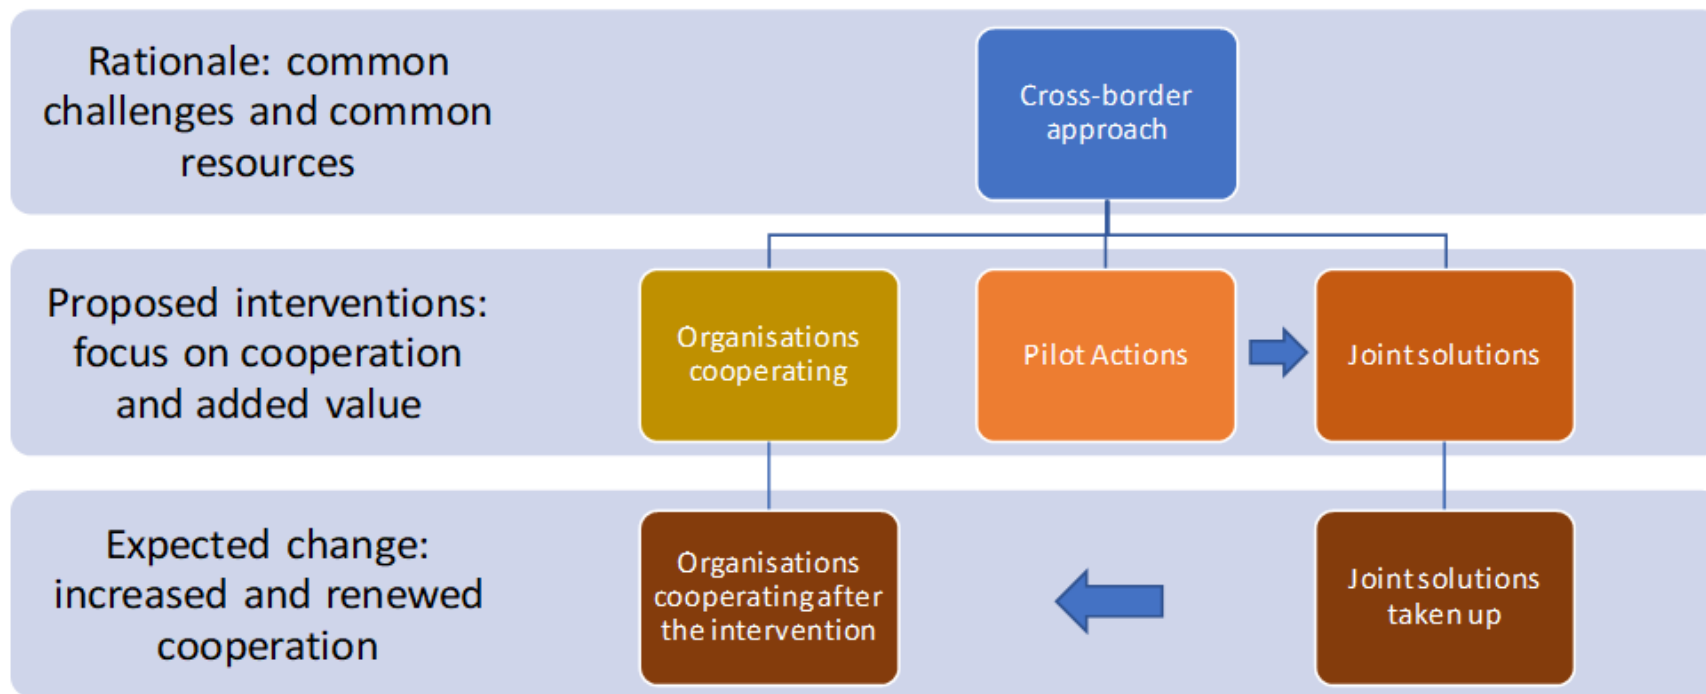 Rationale: common
challenges and common
resources
Cross-border
approach
Proposed interventions:
focus on cooperation
and added value
Organisations
cooperating
Pilot Actions
Joint solutions
Expected change:
increased and renewed
cooperation
Organisations
cooperating after
the intervention
Joint solutions
taken up